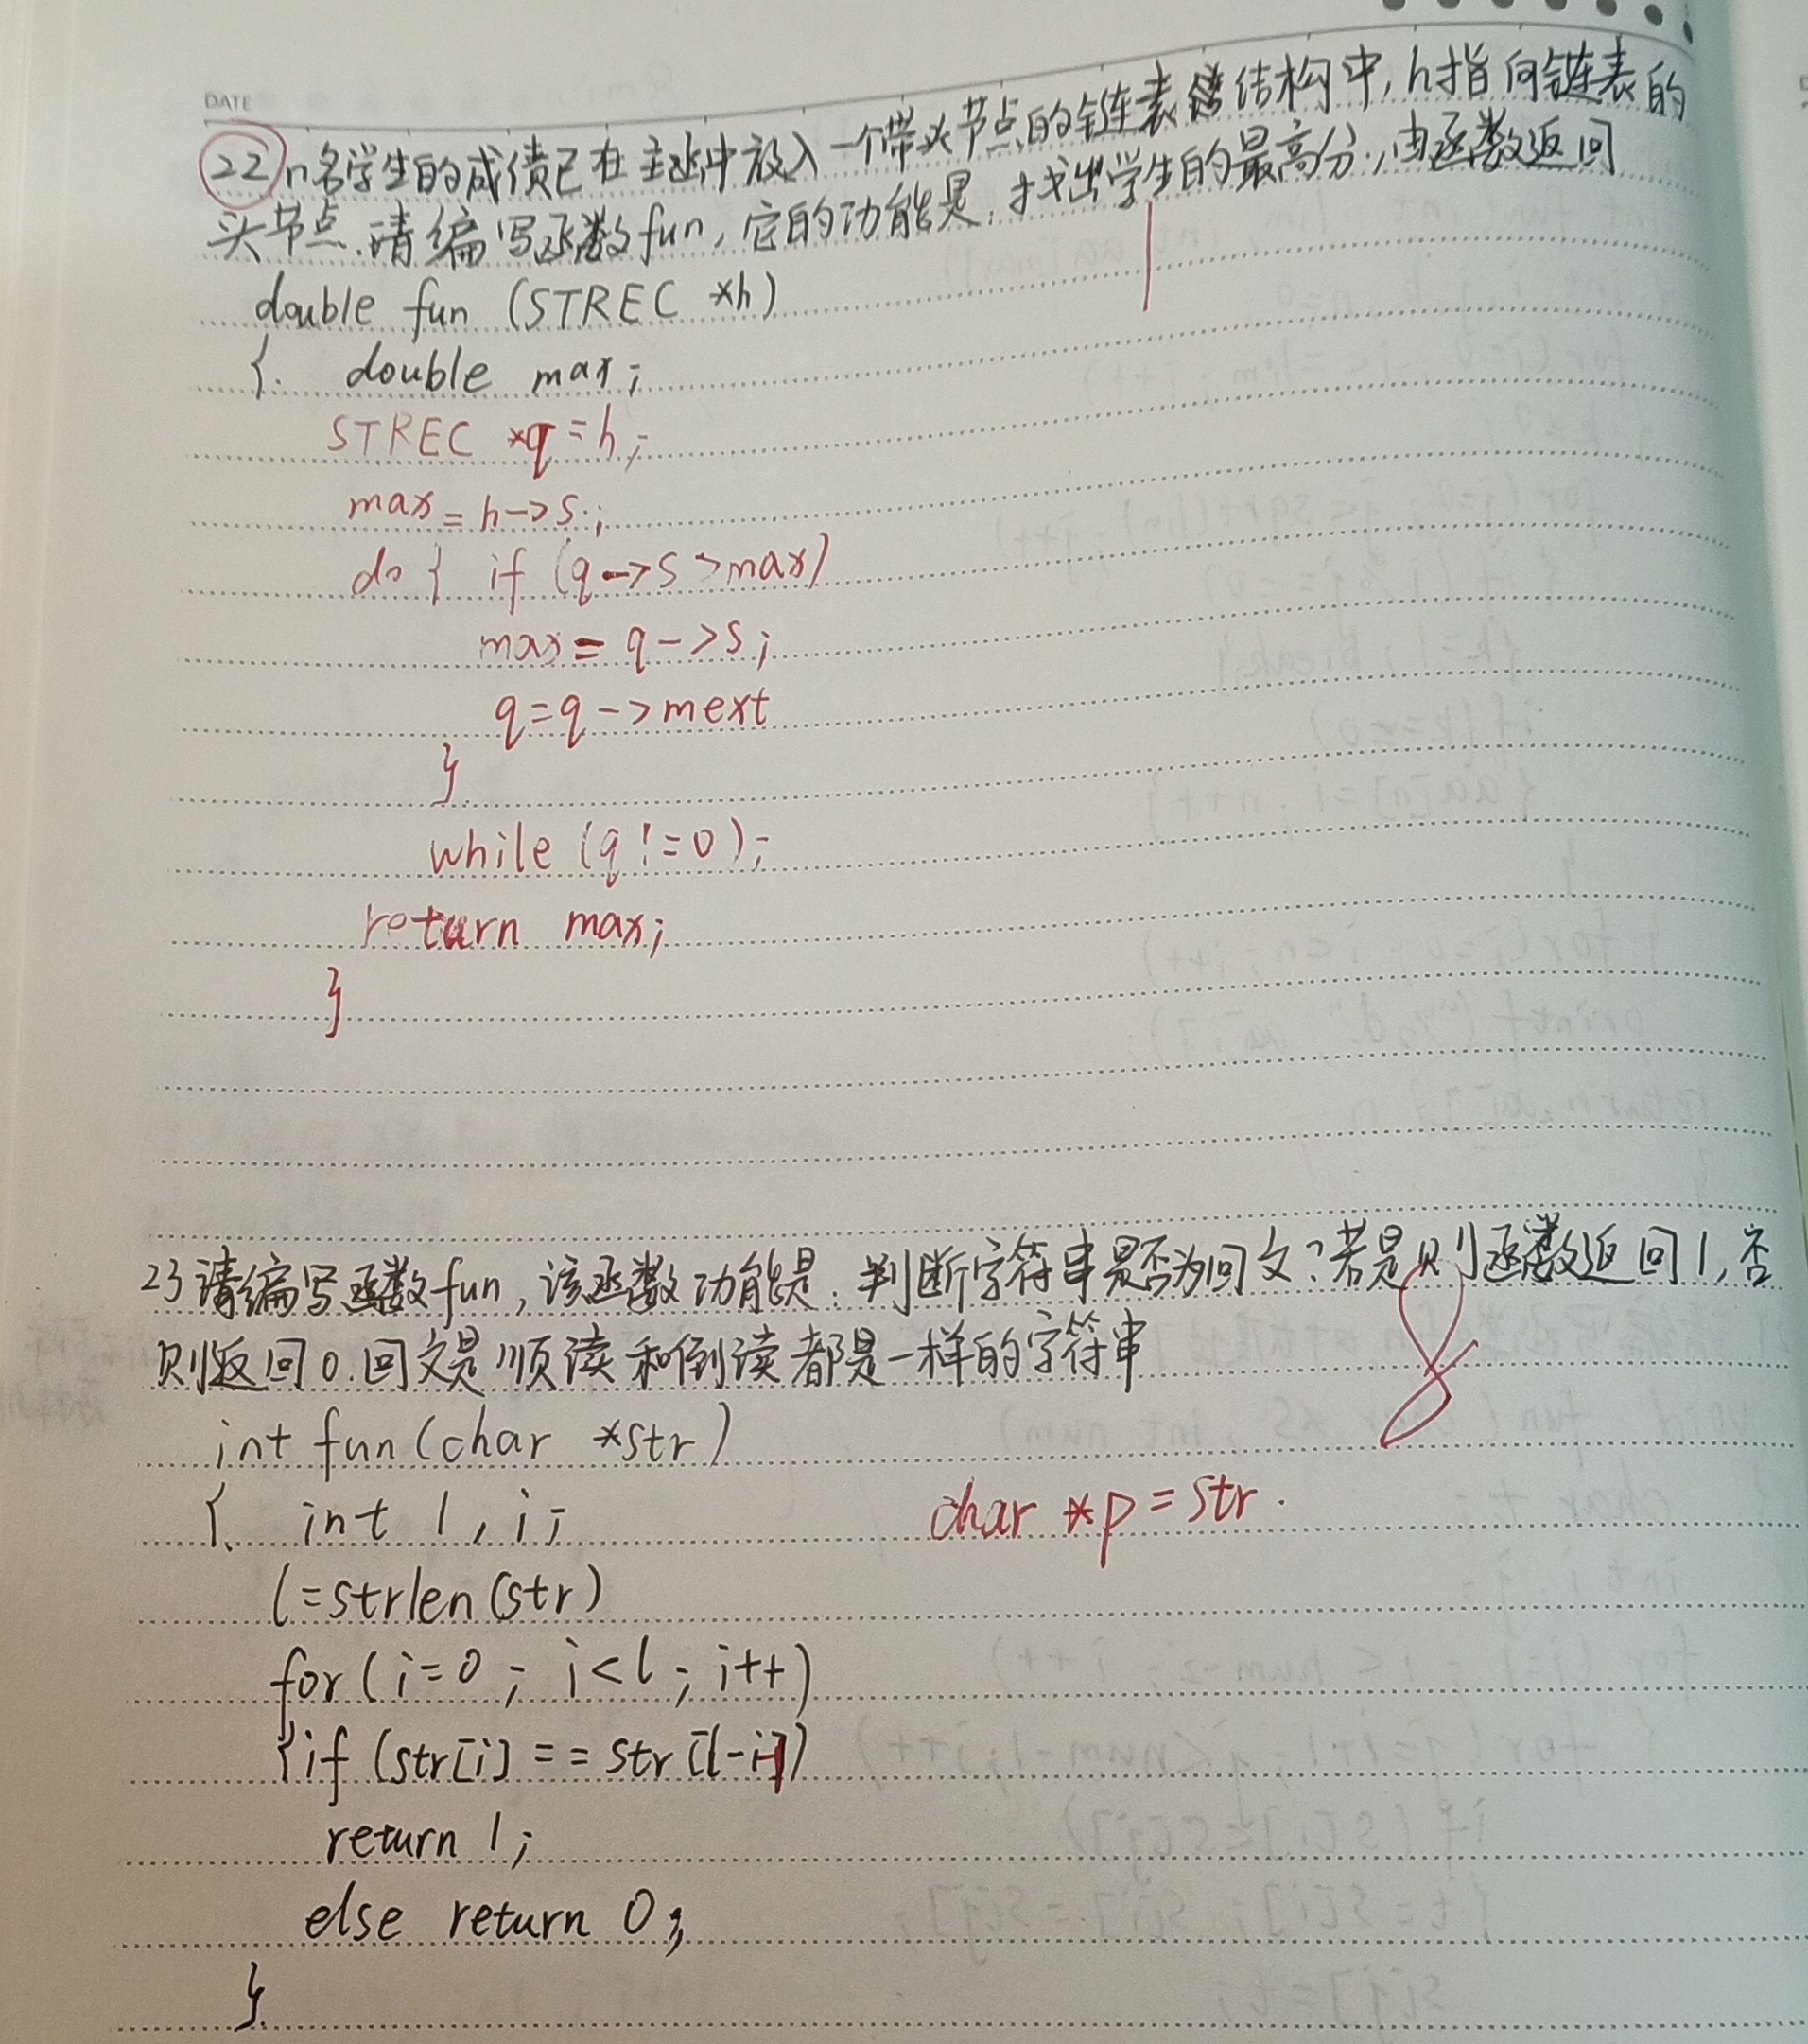 DATE
22 n名学生的成绩已在主函中放入一个带头节点的链表结构中,h指向链表的
头节点.请编写函数fun,它的功能是:找出学生的最高分,由函数返回
double fun (STREC *h)
{ double max;
STREC *q=h;
max=h->s;
do { if (q->s>max)
max=q->s;
q=q->mext
}
while (q!=0);
return max;
}
23 请编写函数fun,该函数功能是:判断字符串是否为回文?若是则函数返回1,否
则返回0.回文是顺读和倒读都是一样的字符串
int fun(char *str)
{ int l,i; char *p=str.
l=strlen(str)
for(i=0;i<l;i++)
{if (str[i]==str[l-i-1])
return 1;
else return 0;
}